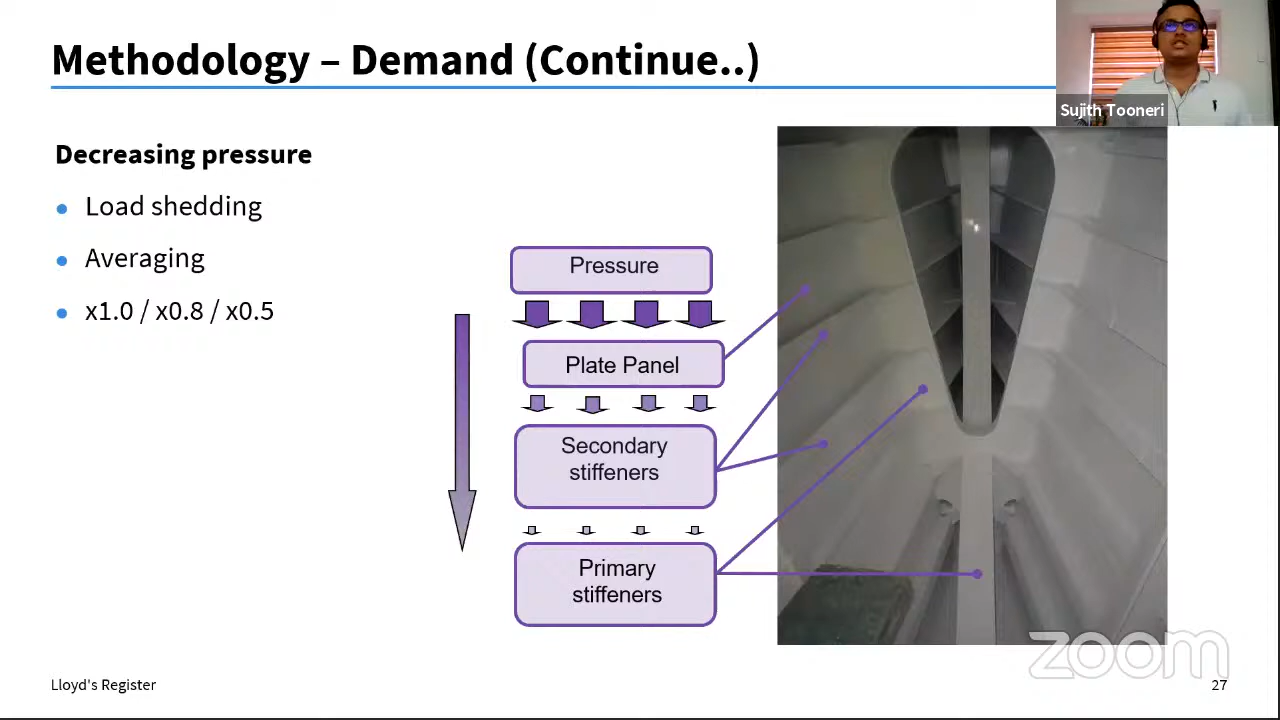 Methodology – Demand (Continue..)
Sujith Tooneri
Decreasing pressure
Load shedding
Averaging
x1.0 / x0.8 / x0.5
Pressure
Plate Panel
Secondary
stiffeners
Primary
stiffeners
zoom
Lloyd's Register
27